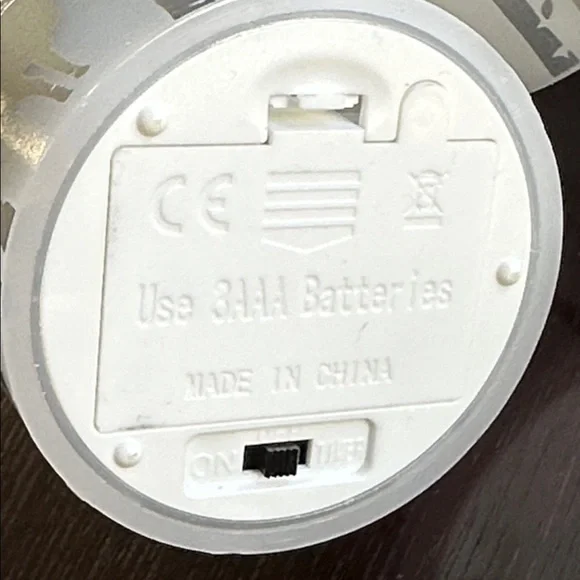 CE
Use 3AAA Batteries
MADE IN CHINA
ON